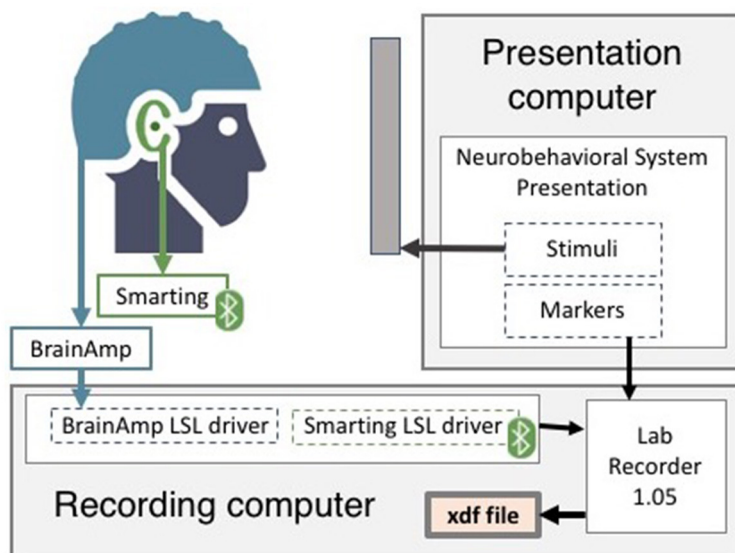 Presentation
computer
Neurobehavioral System
Presentation
Stimuli
Markers
Smarting
BrainAmp
BrainAmp LSL driver
Smarting LSL driver
Lab
Recorder
1.05
Recording computer
xdf file